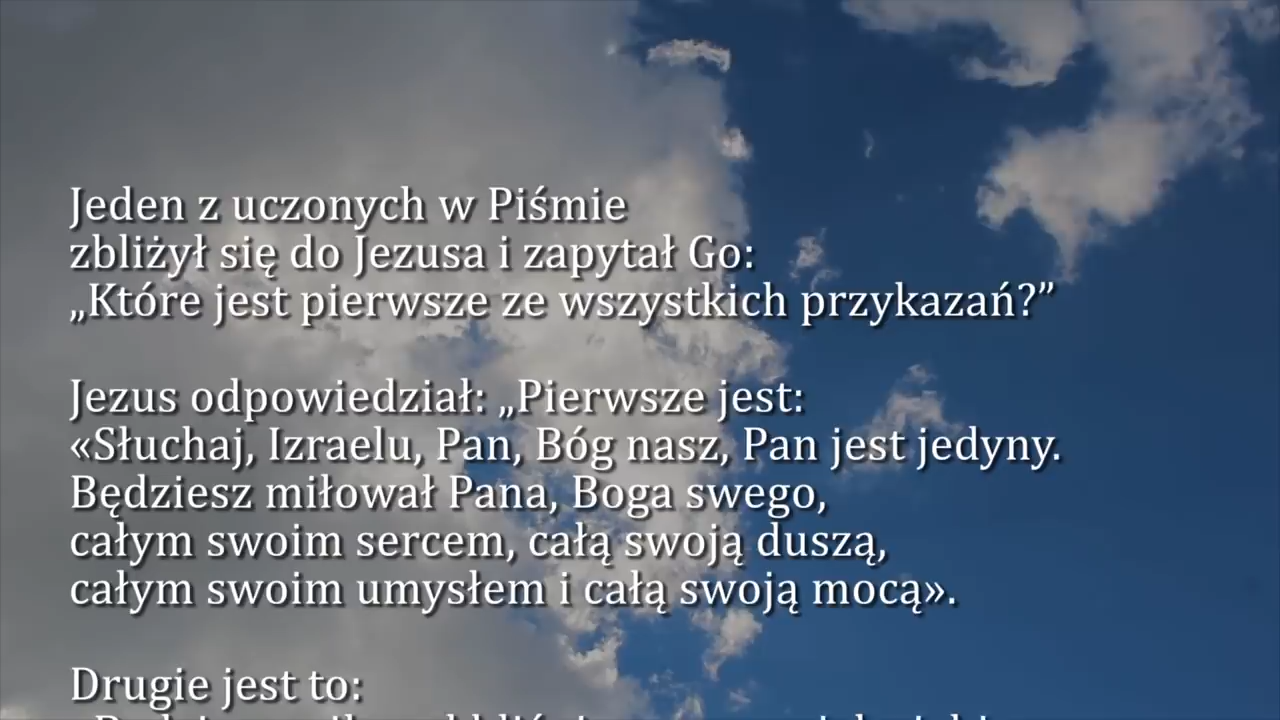 Jeden z uczonych w Piśmie
zbliżył się do Jezusa i zapytał Go:
„Które jest pierwsze ze wszystkich przykazań?”
Jezus odpowiedział: „Pierwsze jest:
«Słuchaj, Izraelu, Pan, Bóg nasz, Pan jest jedyny.
Będziesz miłował Pana, Boga swego,
całym swoim sercem, całą swoją duszą,
całym swoim umysłem i całą swoją mocą».
Drugie jest to: